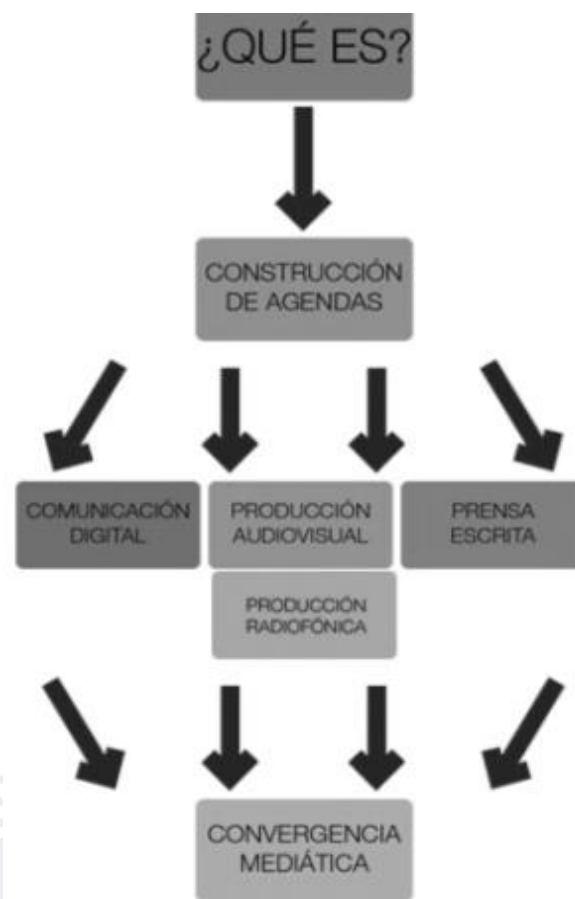 ¿QUÉ ES?
CONSTRUCCIÓN
DE AGENDAS
COMUNICACIÓN
DIGITAL
PRODUCCIÓN
AUDIOVISUAL
PRENSA
ESCRITA
PRODUCCIÓN
RADIOFÓNICA
CONVERGENCIA
MEDIÁTICA